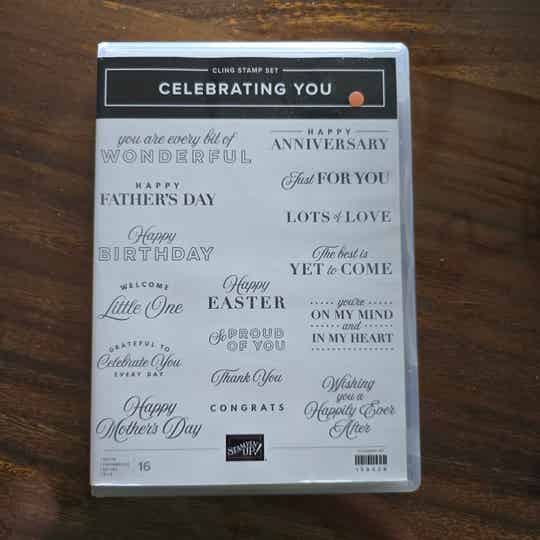 CLING STAMP SET
CELEBRATING YOU
you are every bit of
WONDERFUL
HAPPY
ANNIVERSARY
HAPPY
FATHER'S DAY
Just FOR YOU
LOTS of LOVE
Happy
BIRTHDAY
The best is
YET to COME
WELCOME
Little One
Happy
EASTER
you're
ON MY MIND
and
IN MY HEART
GRATEFUL TO
Celebrate You
EVERY DAY
So PROUD
OF YOU
Thank You
Happy
Mother's Day
CONGRATS
Wishing
you a
Happily Ever
After
STAMPIN'
UP!
16